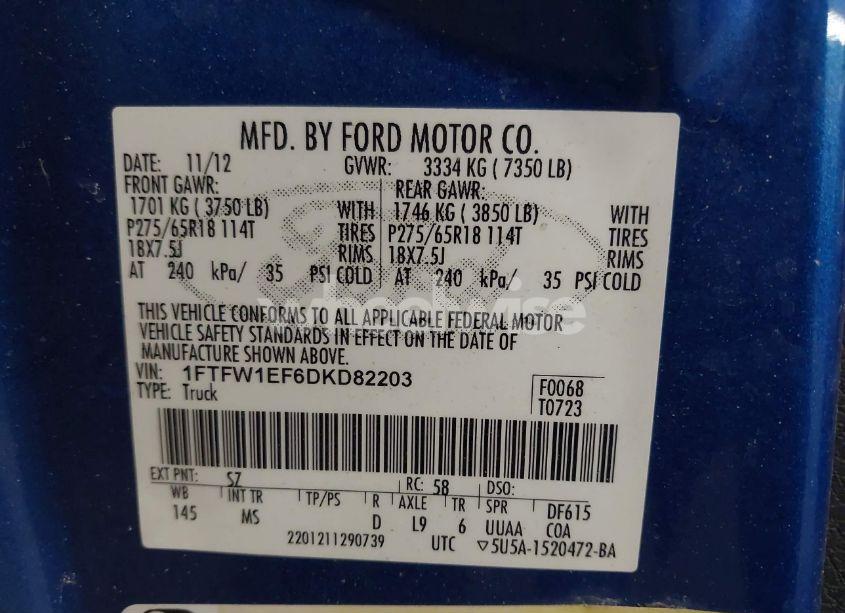 MFD. BY FORD MOTOR CO.
DATE: 11/12 GVWR: 3334 KG ( 7350 LB)
FRONT GAWR: REAR GAWR:
1701 KG ( 3750 LB) WITH 1746 KG ( 3850 LB) WITH
P275/65R18 114T TIRES P275/65R18 114T TIRES
18X7.5J RIMS 18X7.5J RIMS
AT 240 kPa/ 35 PSI COLD AT 240 kPa/ 35 PSI COLD
wheelwise
THIS VEHICLE CONFORMS TO ALL APPLICABLE FEDERAL MOTOR
VEHICLE SAFETY STANDARDS IN EFFECT ON THE DATE OF
MANUFACTURE SHOWN ABOVE.
VIN: 1FTFW1EF6DKD82203 F0068
TYPE: Truck T0723
EXT PNT: SZ RC: 58 DSO:
WB INT TR TP/PS R AXLE TR SPR DF615
145 MS D L9 6 UUAA COA
2201211290739 UTC ▽5U5A-1520472-BA